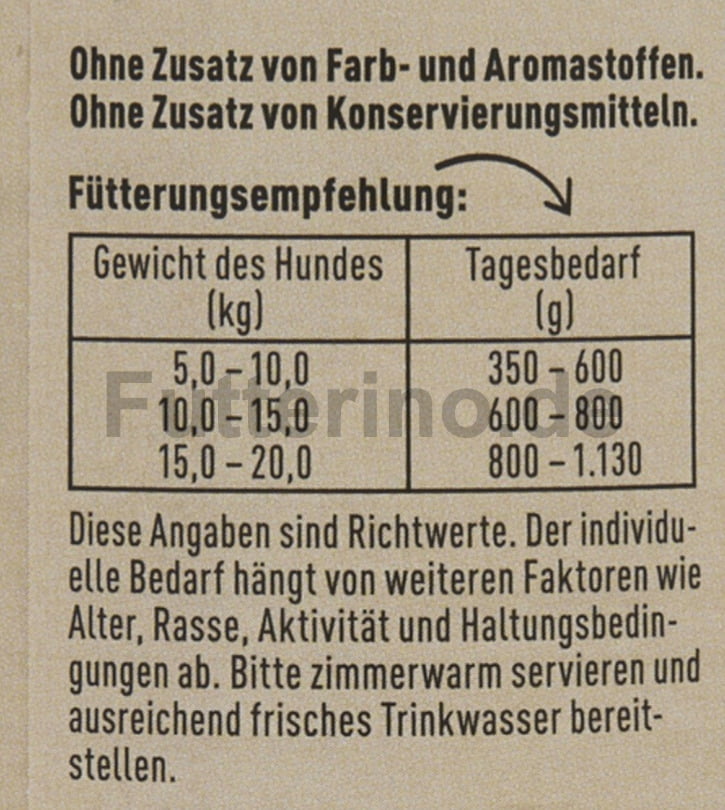 Ohne Zusatz von Farb- und Aromastoffen.
Ohne Zusatz von Konservierungsmitteln.
Fütterungsempfehlung:
Gewicht des Hundes Tagesbedarf
(kg) (g)
5,0 – 10,0 350 – 600
10,0 – 15,0 600 – 800
15,0 – 20,0 800 – 1.130
Futterino.de
Diese Angaben sind Richtwerte. Der individu-
elle Bedarf hängt von weiteren Faktoren wie
Alter, Rasse, Aktivität und Haltungsbedin-
gungen ab. Bitte zimmerwarm servieren und
ausreichend frisches Trinkwasser bereit-
stellen.